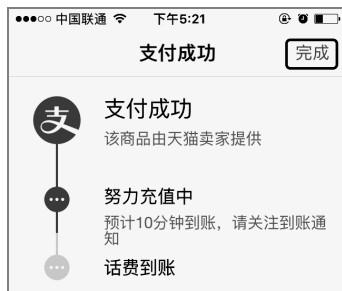 中国联通 下午5:21
支付成功 完成
支
支付成功
该商品由天猫卖家提供
努力充值中
预计10分钟到账，请关注到账通
知
话费到账